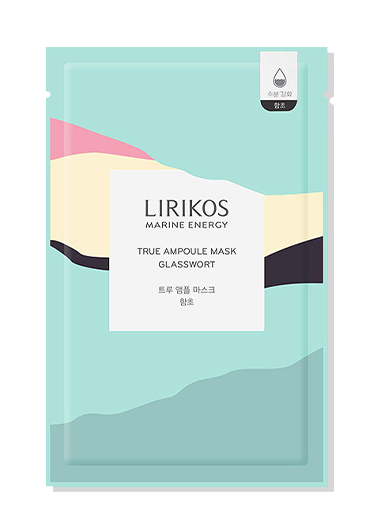 수분 강화
함초
LIRIKOS
MARINE ENERGY
TRUE AMPOULE MASK
GLASSWORT
트루 앰플 마스크
함초